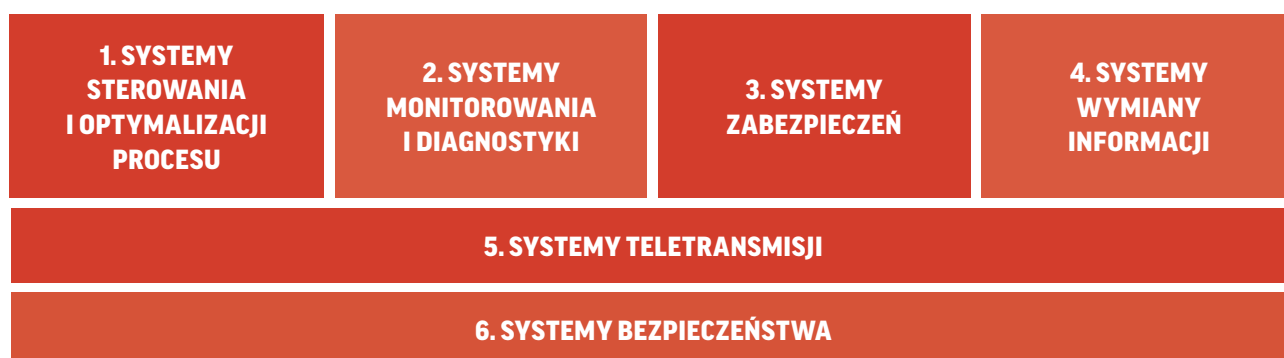 1. SYSTEMY
STEROWANIA
I OPTYMALIZACJI
PROCESU
2. SYSTEMY
MONITOROWANIA
I DIAGNOSTYKI
3. SYSTEMY
ZABEZPIECZEŃ
4. SYSTEMY
WYMIANY
INFORMACJI
5. SYSTEMY TELETRANSMISJI
6. SYSTEMY BEZPIECZEŃSTWA